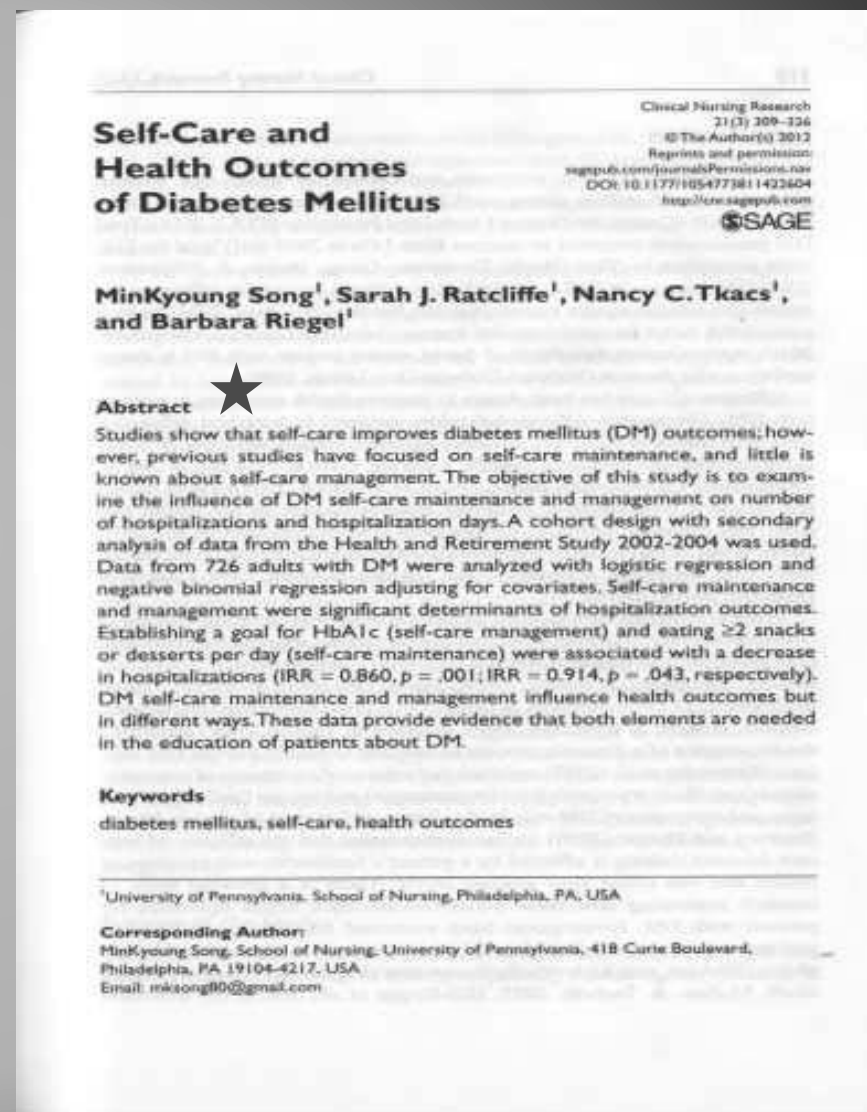 Clinical Nursing Research
21(3) 309–326
© The Author(s) 2012
Reprints and permission:
sagepub.com/journalsPermissions.nav
DOI: 10.1177/1054773811422604
http://cnr.sagepub.com
SAGE
Self-Care and
Health Outcomes
of Diabetes Mellitus
MinKyoung Song¹, Sarah J. Ratcliffe¹, Nancy C. Tkacs¹,
and Barbara Riegel¹
Abstract
Studies show that self-care improves diabetes mellitus (DM) outcomes; how-
ever, previous studies have focused on self-care maintenance, and little is
known about self-care management. The objective of this study is to exam-
ine the influence of DM self-care maintenance and management on number
of hospitalizations and hospitalization days. A cohort design with secondary
analysis of data from the Health and Retirement Study 2002-2004 was used.
Data from 726 adults with DM were analyzed with logistic regression and
negative binomial regression adjusting for covariates. Self-care maintenance
and management were significant determinants of hospitalization outcomes.
Establishing a goal for HbA1c (self-care management) and eating ≥2 snacks
or desserts per day (self-care maintenance) were associated with a decrease
in hospitalizations (IRR = 0.860, p = .001; IRR = 0.914, p = .043, respectively).
DM self-care maintenance and management influence health outcomes but
in different ways. These data provide evidence that both elements are needed
in the education of patients about DM.
Keywords
diabetes mellitus, self-care, health outcomes
¹University of Pennsylvania, School of Nursing, Philadelphia, PA, USA
Corresponding Author:
MinKyoung Song, School of Nursing, University of Pennsylvania, 418 Curie Boulevard,
Philadelphia, PA 19104-4217, USA
Email: mksong80@gmail.com